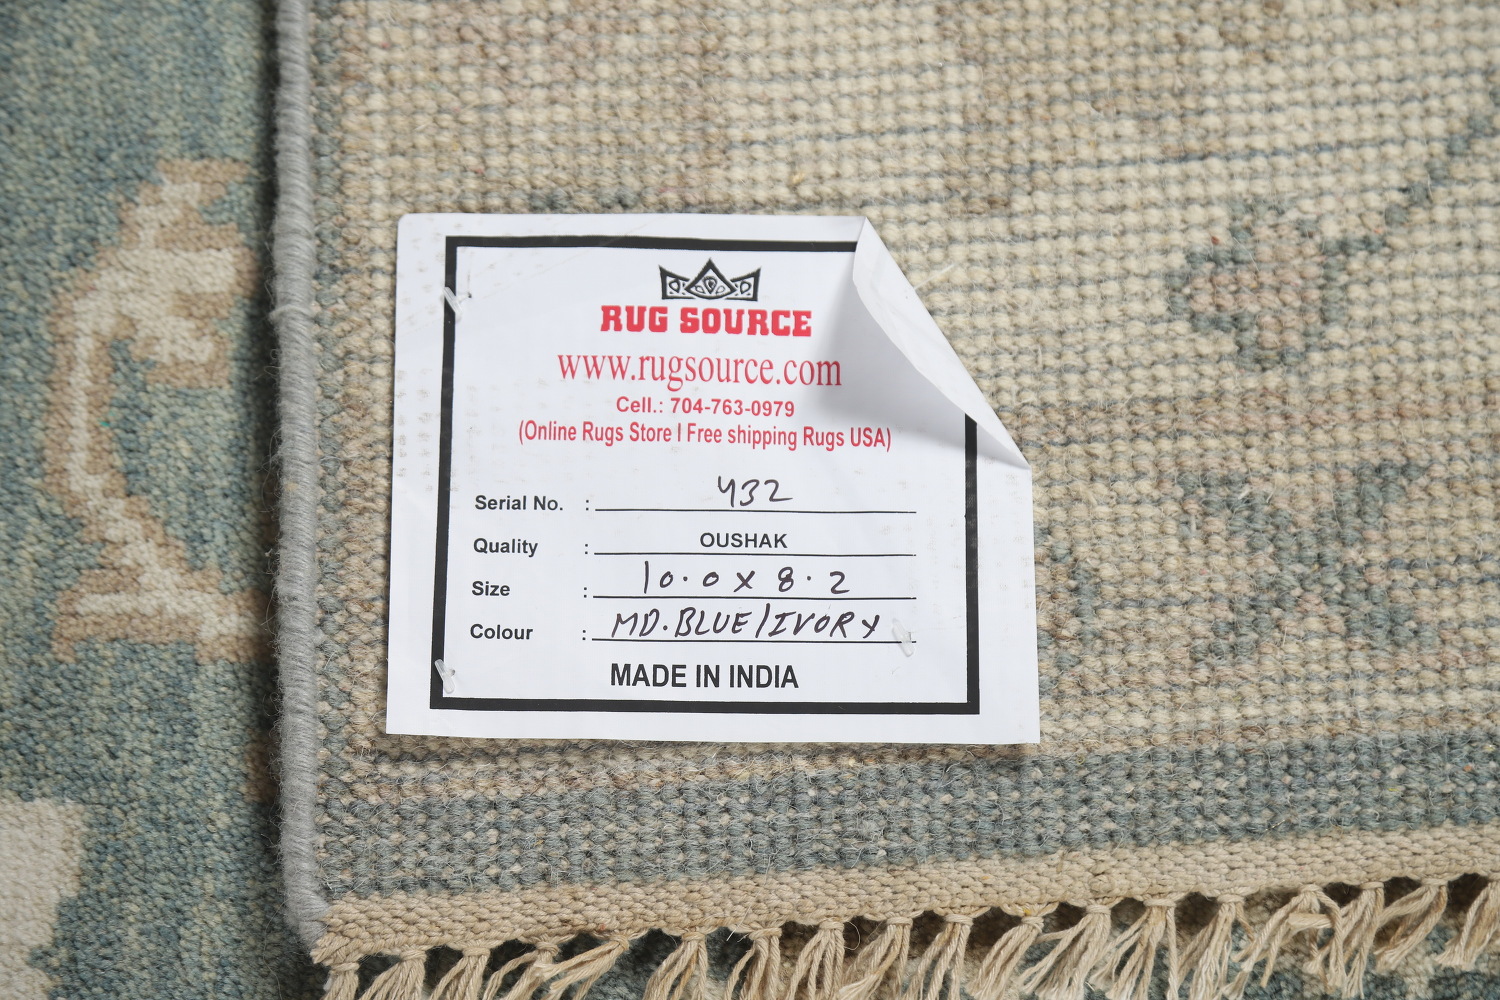 RUG SOURCE
www.rugsource.com
Cell.: 704-763-0979
(Online Rugs Store I Free shipping Rugs USA)
Serial No. : 432
Quality : OUSHAK
Size : 10.0 x 8.2
Colour : MD.BLUE/IVORY
MADE IN INDIA